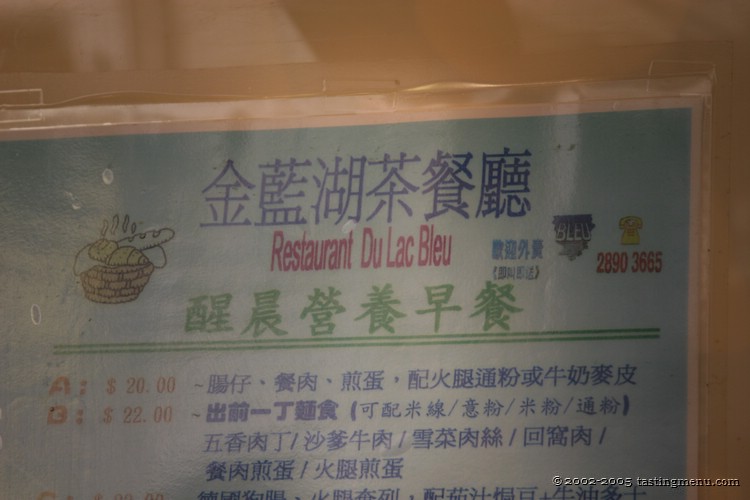 金藍湖茶餐廳
Restaurant Du Lac Bleu
歡迎外賣
BLEU
2890 3665
醒晨營養早餐
A: $ 20.00 ~腸仔、餐肉、煎蛋，配火腿通粉或牛奶麥皮
B: $ 22.00 ~出前一丁麵食 (可配米線/意粉/米粉/通粉)
五香肉丁/ 沙爹牛肉 / 雪菜肉絲 / 回窩肉 /
餐肉煎蛋 / 火腿煎蛋
©2002-2005 tastingmenu.com